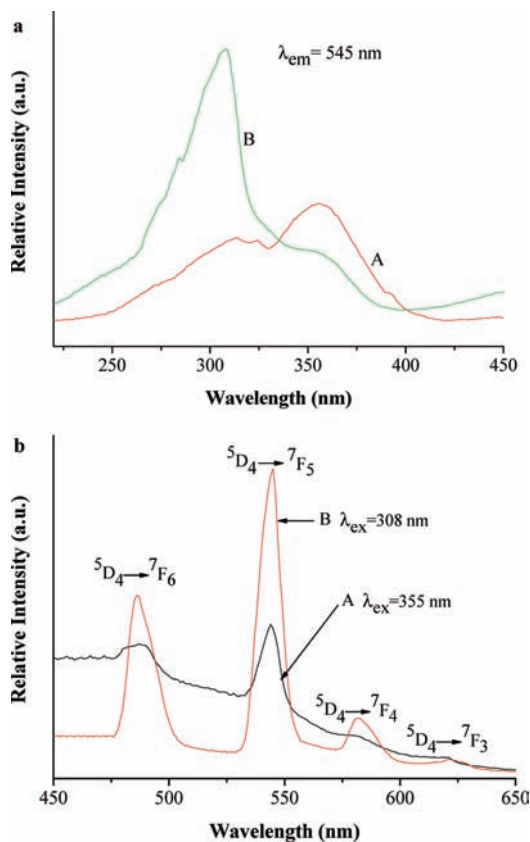 a
λem= 545 nm
B
A
Relative Intensity (a.u.)
250 300 350 400 450
Wavelength (nm)
b
⁵D₄→⁷F₅
B λex=308 nm
⁵D₄→⁷F₆
A λex=355 nm
⁵D₄→⁷F₄
⁵D₄→⁷F₃
Relative Intensity (a.u.)
450 500 550 600 650
Wavelength (nm)